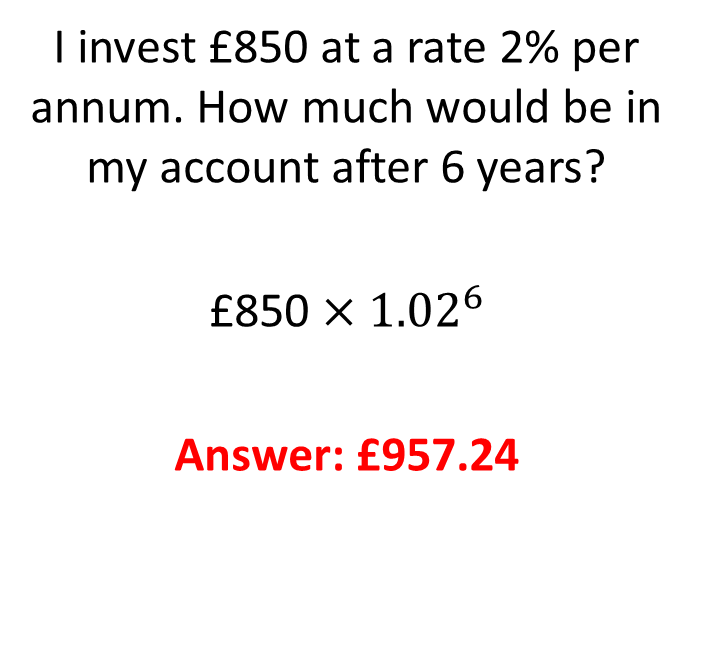 I invest £850 at a rate 2% per
annum. How much would be in
my account after 6 years?
£850 × 1.02⁶
Answer: £957.24